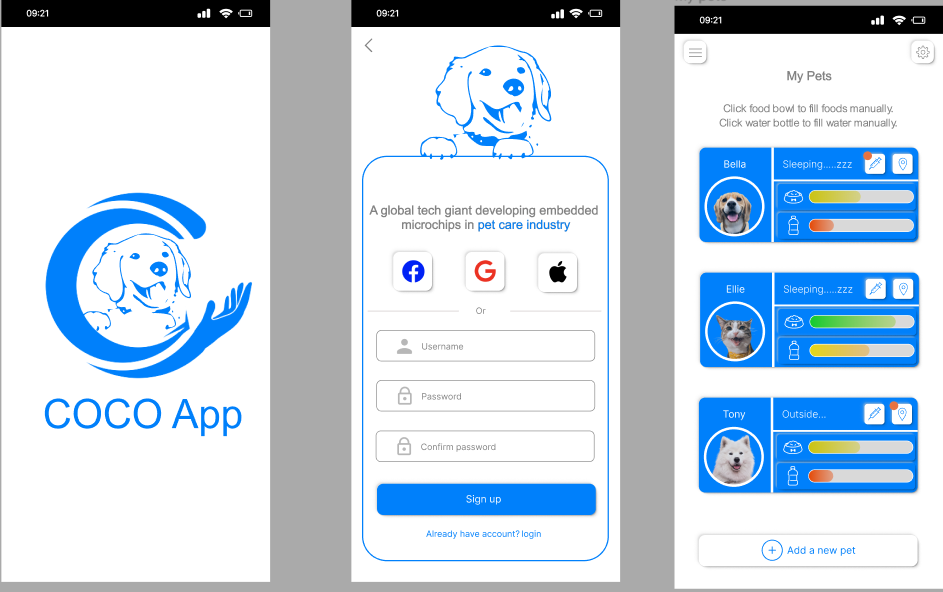 09:21
COCO App
09:21
A global tech giant developing embedded
microchips in pet care industry
Or
Username
Password
Confirm password
Sign up
Already have account? login
My pets
09:21
My Pets
Click food bowl to fill foods manually.
Click water bottle to fill water manually.
Bella
Sleeping.....zzz
Ellie
Sleeping.....zzz
Tony
Outside...
Add a new pet